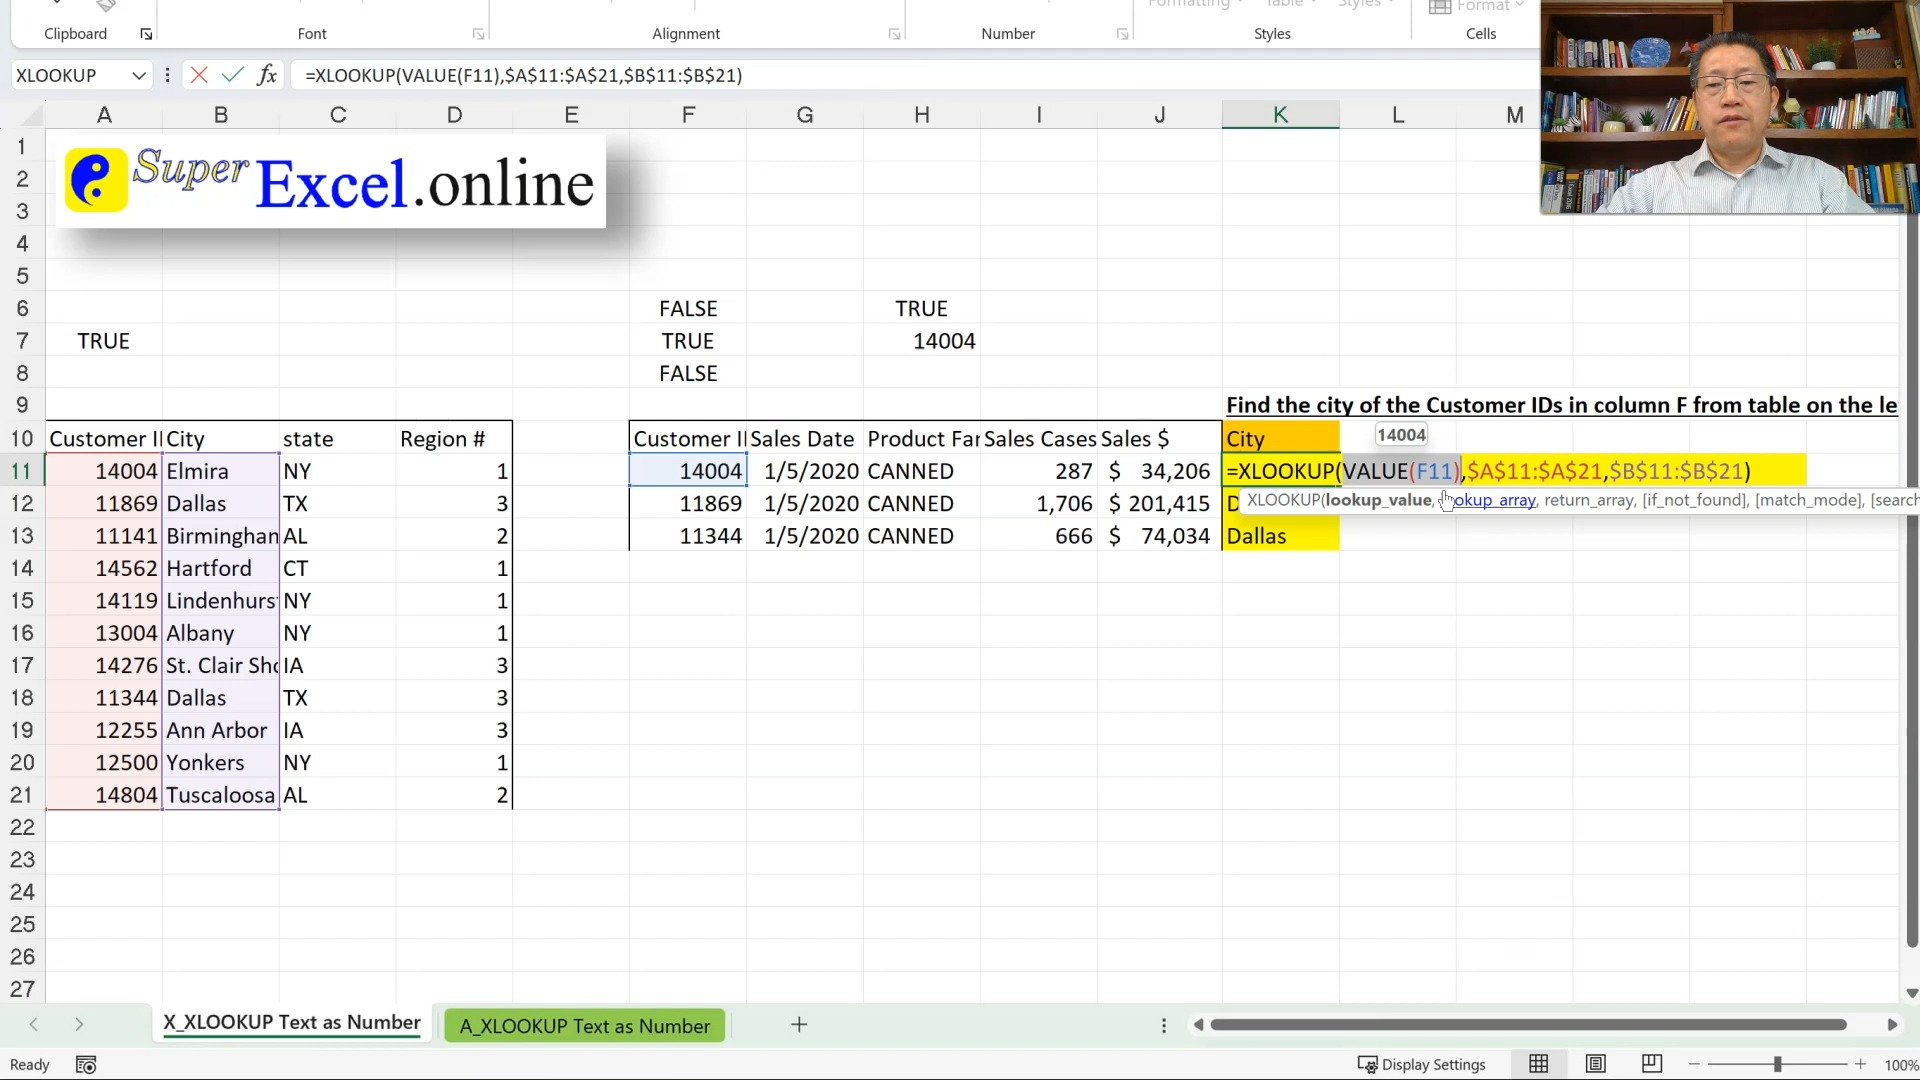 Formatting Table Styles Format
Clipboard Font Alignment Number Styles Cells
XLOOKUP fx =XLOOKUP(VALUE(F11),$A$11:$A$21,$B$11:$B$21)
A B C D E F G H I J K L M
1
2
3
Super Excel.online
4
5
6 FALSE TRUE
7 TRUE TRUE 14004
8 FALSE
9 Find the city of the Customer IDs in column F from table on the le
10 Customer I City state Region # Customer I Sales Date Product Far Sales Cases Sales $ City 14004
11 14004 Elmira NY 1 14004 1/5/2020 CANNED 287 $ 34,206 =XLOOKUP(VALUE(F11),$A$11:$A$21,$B$11:$B$21)
XLOOKUP(lookup_value, lookup_array, return_array, [if_not_found], [match_mode], [search
12 11869 Dallas TX 3 11869 1/5/2020 CANNED 1,706 $ 201,415 D
13 11141 Birminghan AL 2 11344 1/5/2020 CANNED 666 $ 74,034 Dallas
14 14562 Hartford CT 1
15 14119 Lindenhurs NY 1
16 13004 Albany NY 1
17 14276 St. Clair Sho IA 3
18 11344 Dallas TX 3
19 12255 Ann Arbor IA 3
20 12500 Yonkers NY 1
21 14804 Tuscaloosa AL 2
22
23
24
25
26
27
X_XLOOKUP Text as Number A_XLOOKUP Text as Number
Ready Display Settings 100%